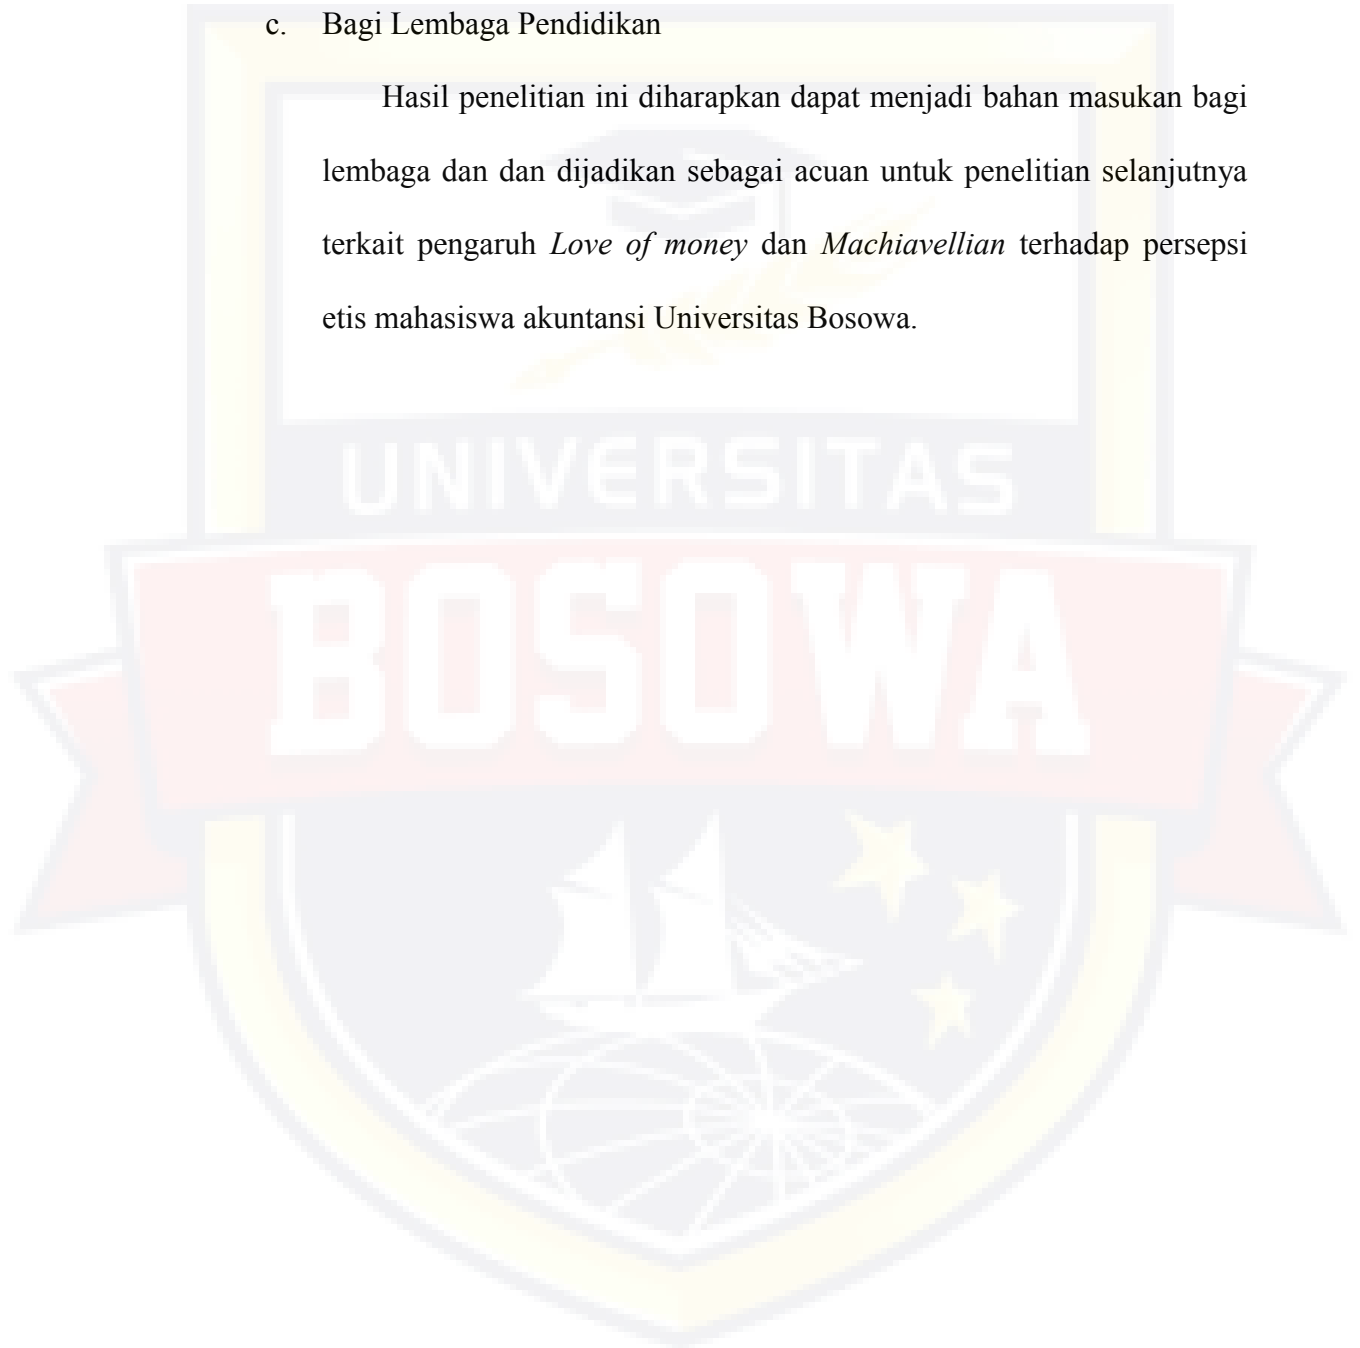 c. Bagi Lembaga Pendidikan
Hasil penelitian ini diharapkan dapat menjadi bahan masukan bagi
lembaga dan dan dijadikan sebagai acuan untuk penelitian selanjutnya
terkait pengaruh Love of money dan Machiavellian terhadap persepsi
etis mahasiswa akuntansi Universitas Bosowa.
UNIVERSITAS
BOSOWA